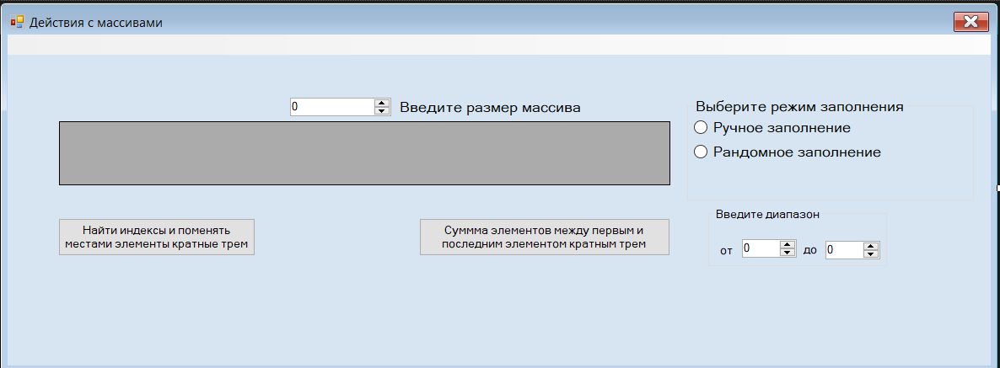 Действия с массивами
0
Введите размер массива
Выберите режим заполнения
Ручное заполнение
Рандомное заполнение
Найти индексы и поменять
местами элементы кратные трем
Суммма элементов между первым и
последним элементом кратным трем
Введите диапазон
от 0 до 0